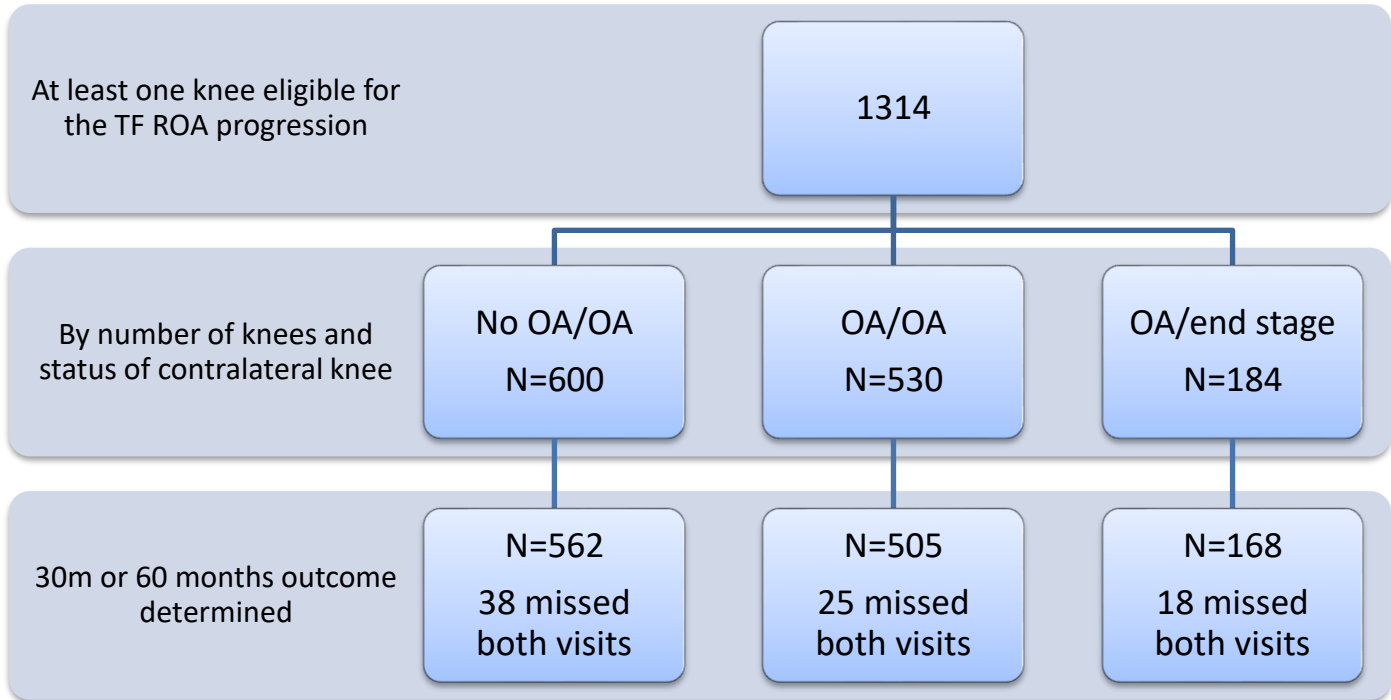 At least one knee eligible for
the TF ROA progression
1314
By number of knees and
status of contralateral knee
No OA/OA
N=600
OA/OA
N=530
OA/end stage
N=184
30m or 60 months outcome
determined
N=562
38 missed
both visits
N=505
25 missed
both visits
N=168
18 missed
both visits